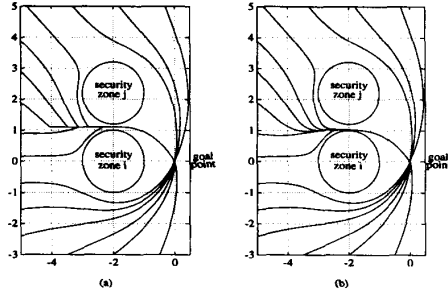 5
4
3
2
1
0
-1
-2
-3
-4
-2
0
security
zone j
security
zone i
goal
point
(a)
5
4
3
2
1
0
-1
-2
-3
-4
-2
0
security
zone j
security
zone i
goal
point
(b)